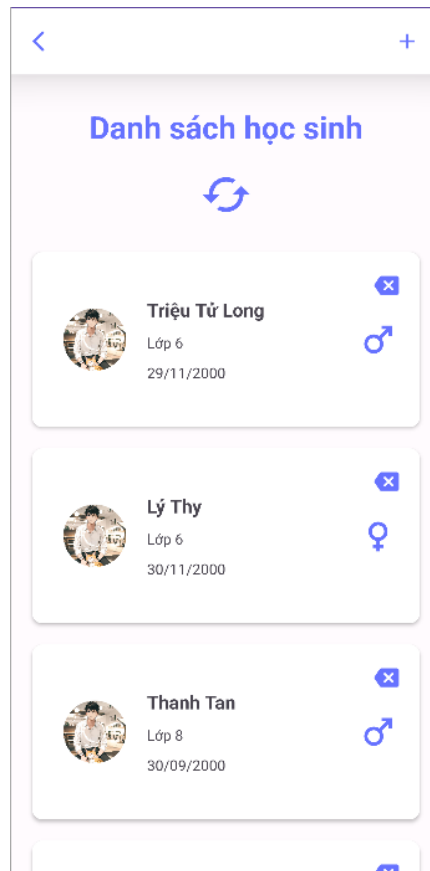 Danh sách học sinh
Triệu Tử Long
Lớp 6
29/11/2000
Lý Thy
Lớp 6
30/11/2000
Thanh Tan
Lớp 8
30/09/2000